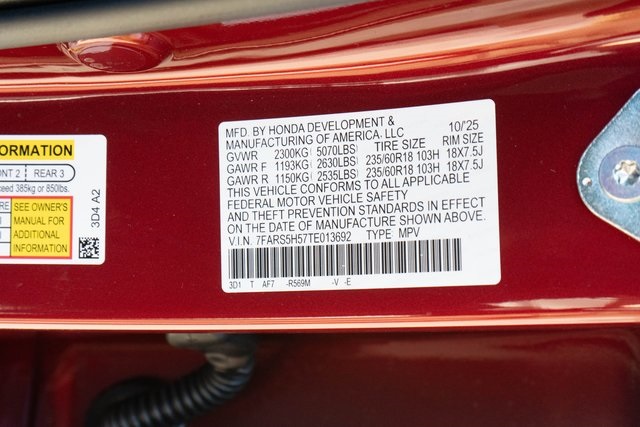 FORMATION
ONT 2 REAR 3
ceed 385kg or 850lbs.
RE SEE OWNER'S
MANUAL FOR
ADDITIONAL
INFORMATION
3D4 A2
MFD. BY HONDA DEVELOPMENT & 10/'25
MANUFACTURING OF AMERICA, LLC
GVWR 2300KG( 5070LBS) TIRE SIZE RIM SIZE
GAWR F 1193KG( 2630LBS) 235/60R18 103H 18X7.5J
GAWR R 1150KG( 2535LBS) 235/60R18 103H 18X7.5J
THIS VEHICLE CONFORMS TO ALL APPLICABLE
FEDERAL MOTOR VEHICLE SAFETY
AND THEFT PREVENTION STANDARDS IN EFFECT
ON THE DATE OF MANUFACTURE SHOWN ABOVE.
V.I.N. 7FARS5H57TE013692 TYPE MPV
3D1 T AF7 -R569M -V -E